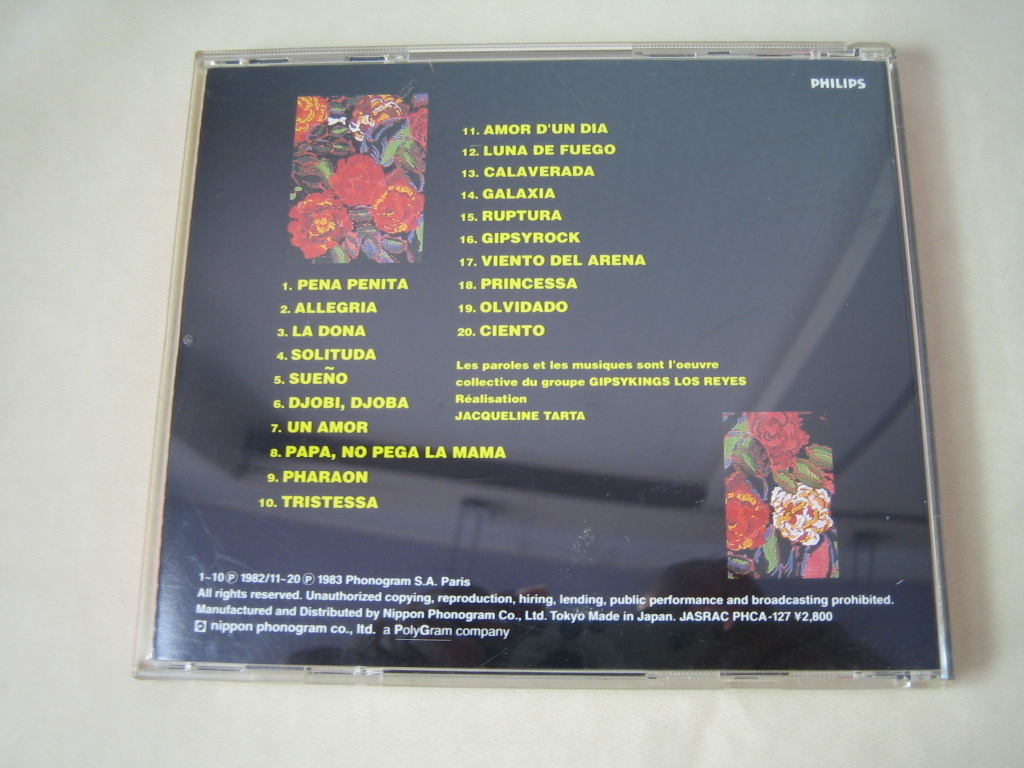 PHILIPS
1. PENA PENITA
2. ALLEGRIA
3. LA DONA
4. SOLITUDA
5. SUEÑO
6. DJOBI, DJOBA
7. UN AMOR
8. PAPA, NO PEGA LA MAMA
9. PHARAON
10. TRISTESSA
11. AMOR D'UN DIA
12. LUNA DE FUEGO
13. CALAVERADA
14. GALAXIA
15. RUPTURA
16. GIPSYROCK
17. VIENTO DEL ARENA
18. PRINCESSA
19. OLVIDADO
20. CIENTO
Les paroles et les musiques sont l'oeuvre
collective du groupe GIPSYKINGS LOS REYES
Réalisation
JACQUELINE TARTA
1~10 ℗ 1982/11~20 ℗ 1983 Phonogram S.A. Paris
All rights reserved. Unauthorized copying, reproduction, hiring, lending, public performance and broadcasting prohibited.
Manufactured and Distributed by Nippon Phonogram Co., Ltd. Tokyo Made in Japan. JASRAC PHCA-127 ¥2,800
nippon phonogram co., ltd. a PolyGram company